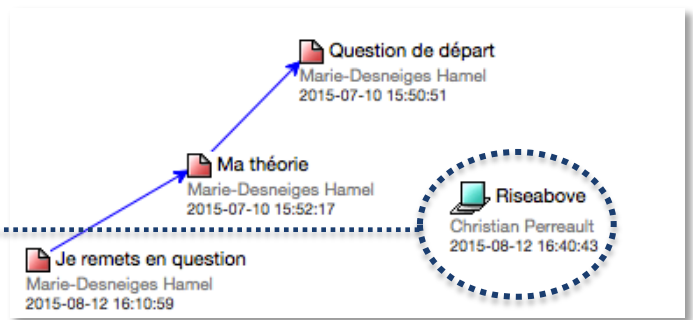 Question de départ
Marie-Desneiges Hamel
2015-07-10 15:50:51
Ma théorie
Marie-Desneiges Hamel
2015-07-10 15:52:17
Riseabove
Christian Perreault
2015-08-12 16:40:43
Je remets en question
Marie-Desneiges Hamel
2015-08-12 16:10:59